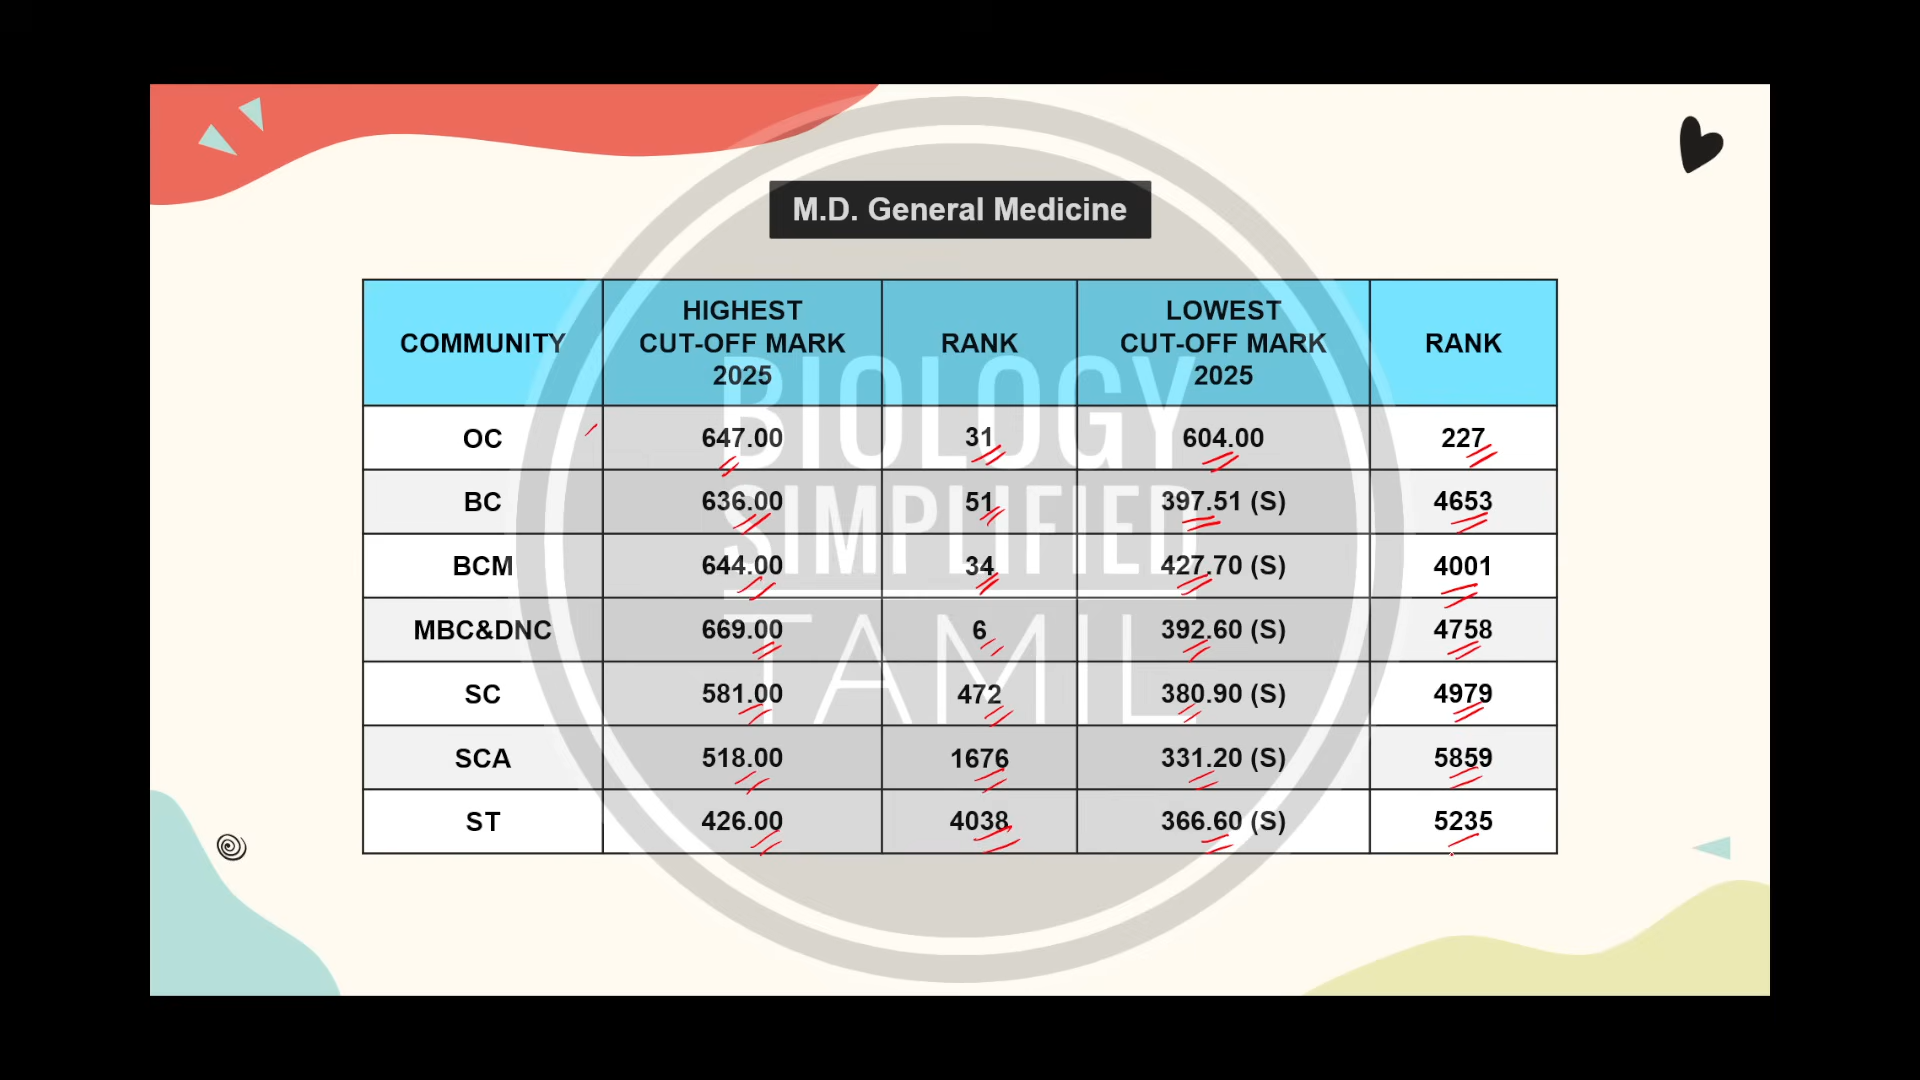 M.D. General Medicine
COMMUNITY HIGHEST CUT-OFF MARK 2025 RANK LOWEST CUT-OFF MARK 2025 RANK
OC 647.00 31 604.00 227
BC 636.00 51 397.51 (S) 4653
BCM 644.00 34 427.70 (S) 4001
MBC&DNC 669.00 6 392.60 (S) 4758
SC 581.00 472 380.90 (S) 4979
SCA 518.00 1676 331.20 (S) 5859
ST 426.00 4038 366.60 (S) 5235
BIOLOGY
SIMPLIFIED
TAMIL